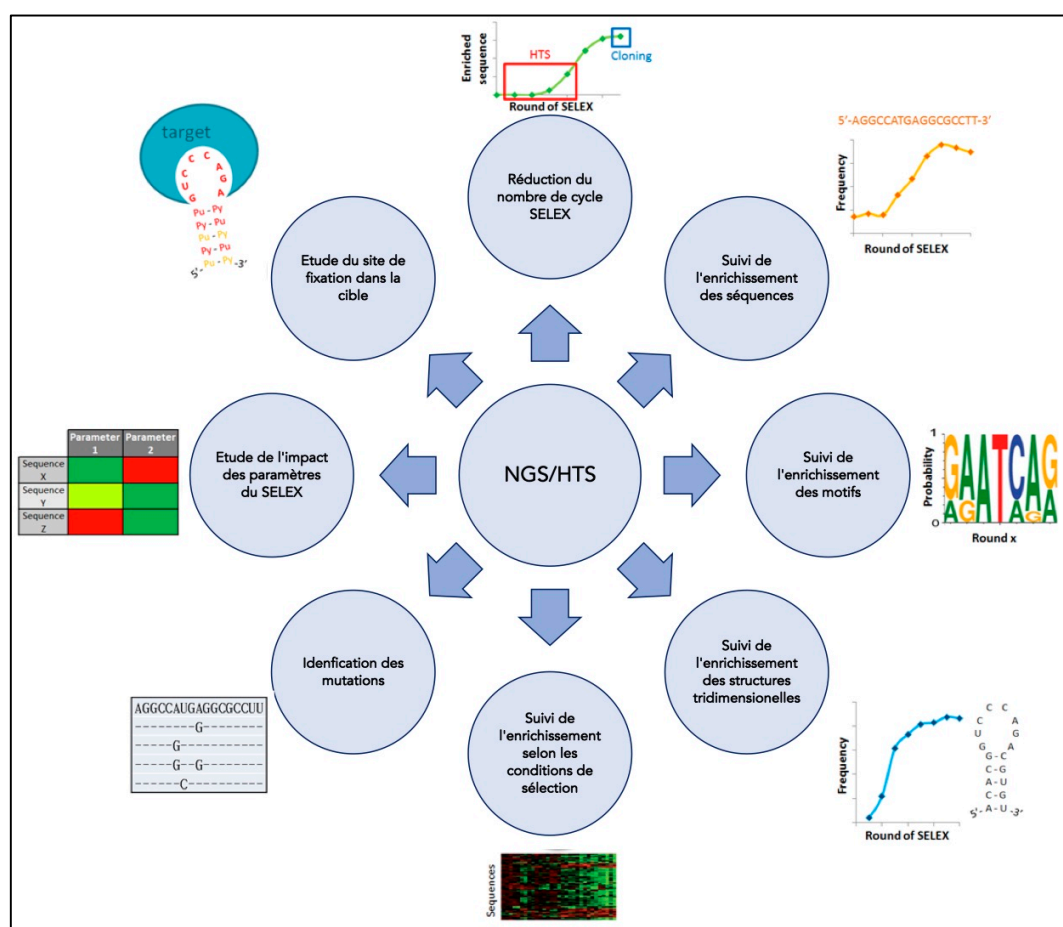 Enriched
sequence
HTS
Cloning
Round of SELEX
Réduction du
nombre de cycle
SELEX
5'-AGGCCATGAGGCGCCTT-3'
Frequency
Round of SELEX
Suivi de
l'enrichissement
des séquences
Suivi de
l'enrichissement
des motifs
1
Probability
0
GAATCAG
AG AGA
Round x
Suivi de
l'enrichissement
des structures
tridimensionelles
Frequency
Round of SELEX
C C
C A
U G
G A
G-C
C-G
A-U
C-G
5'-A-U-3'
Suivi de
l'enrichissement
selon les
conditions de
sélection
Sequences
Idenfication des
mutations
AGGCCAUGAGGCGCCUU
--------G--------
-----G-----------
-----G-G---------
------C----------
Etude de l'impact
des paramètres
du SELEX
Parameter
1
Parameter
2
Sequence
X
Sequence
Y
Sequence
Z
Etude du site de
fixation dans la
cible
target
C C
C A
U G
G A
Pu-Py
Py-Pu
Pu-Py
Py-Pu
5'-Pu-Py-3'
NGS/HTS